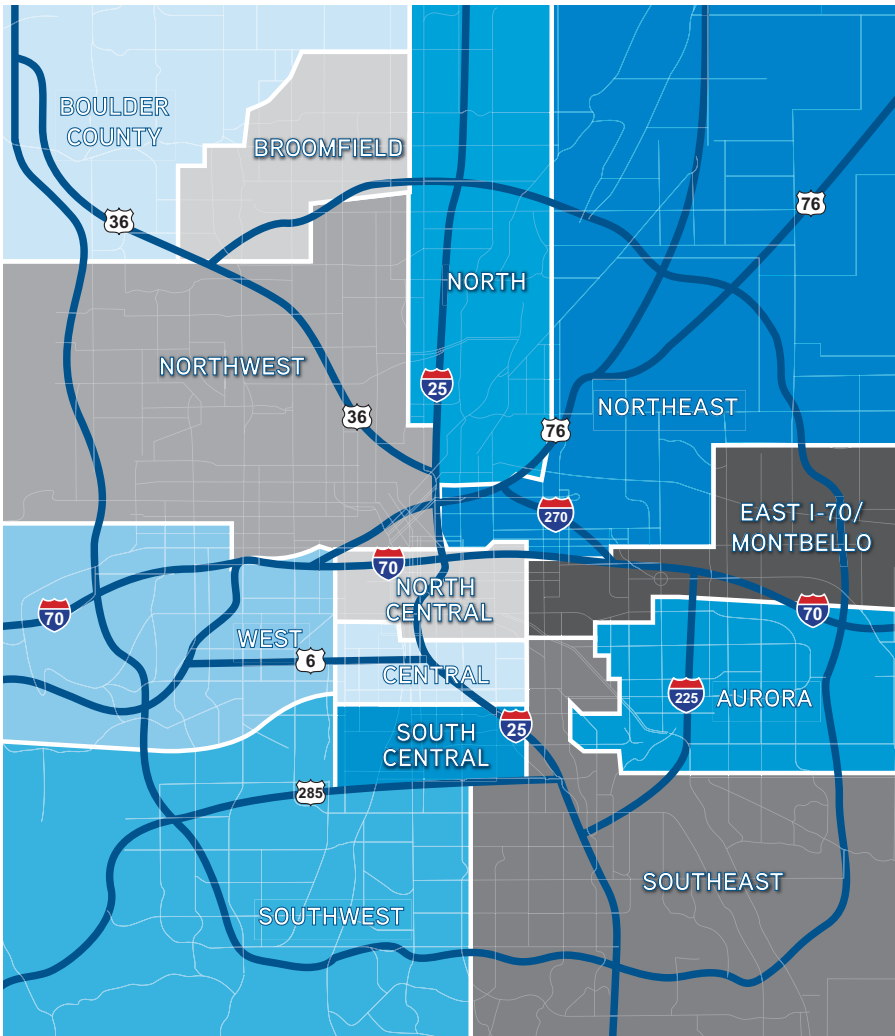 BOULDER
COUNTY
BROOMFIELD
36
76
NORTH
NORTHWEST
25
NORTHEAST
36
76
270
EAST I-70/
MONTBELLO
70
NORTH
CENTRAL
70
70
WEST
6
CENTRAL
225
AURORA
25
SOUTH
CENTRAL
285
SOUTHEAST
SOUTHWEST